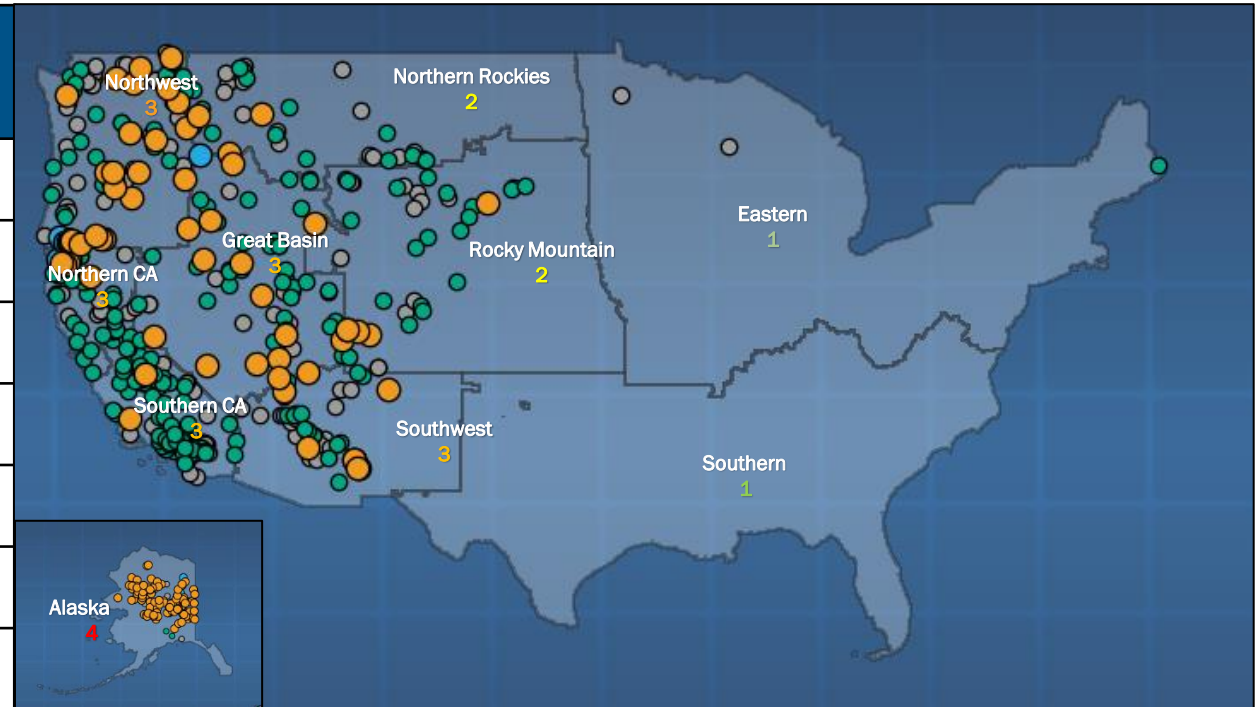 Northwest
3
Northern Rockies
2
Great Basin
3
Rocky Mountain
2
Eastern
1
Northern CA
3
Southern CA
3
Southwest
3
Southern
1
Alaska
4